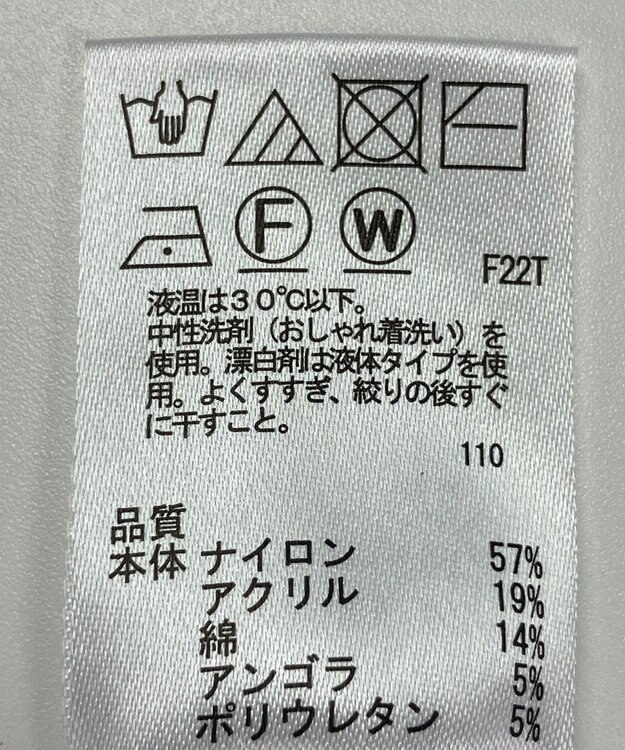 F W F22T
液温は30℃以下。
中性洗剤（おしゃれ着洗い）を
使用。漂白剤は液体タイプを使
用。よくすすぎ、絞りの後すぐ
に干すこと。
110
品質
本体 ナイロン 57%
アクリル 19%
綿 14%
アンゴラ 5%
ポリウレタン 5%